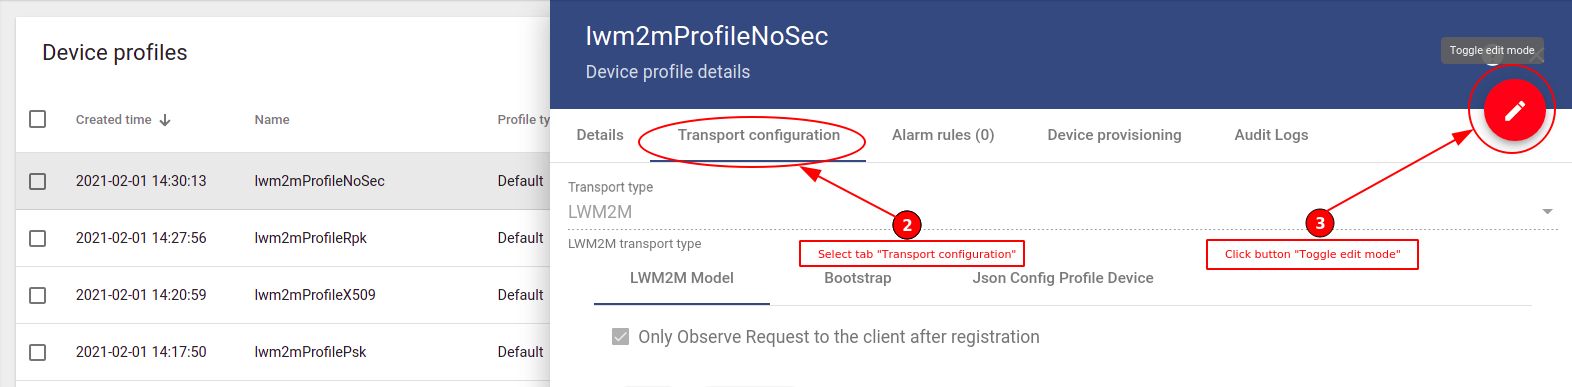 Device profiles
Created time
Name
Profile ty
2021-02-01 14:30:13
lwm2mProfileNoSec
Default
2021-02-01 14:27:56
lwm2mProfileRpk
Default
2021-02-01 14:20:59
lwm2mProfileX509
Default
2021-02-01 14:17:50
lwm2mProfilePsk
Default
lwm2mProfileNoSec
Device profile details
Toggle edit mode
Details
Transport configuration
Alarm rules (0)
Device provisioning
Audit Logs
Transport type
LWM2M
2
3
LWM2M transport type
Select tab "Transport configuration"
Click button "Toggle edit mode"
LWM2M Model
Bootstrap
Json Config Profile Device
Only Observe Request to the client after registration